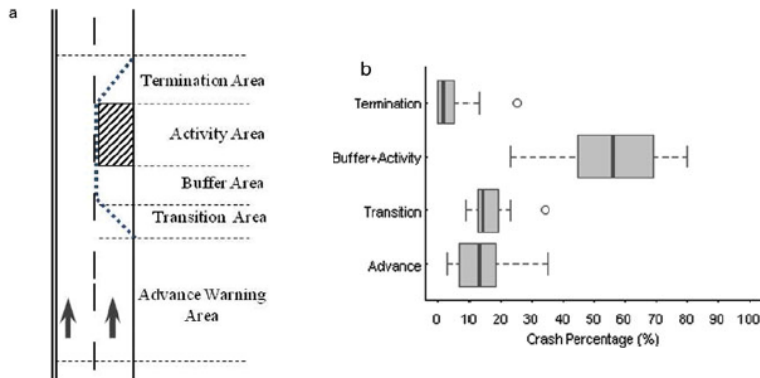 a
Termination Area
Activity Area
Buffer Area
Transition Area
Advance Warning
Area
b
Termination
Buffer+Activity
Transition
Advance
0 10 20 30 40 50 60 70 80 90 100
Crash Percentage (%)